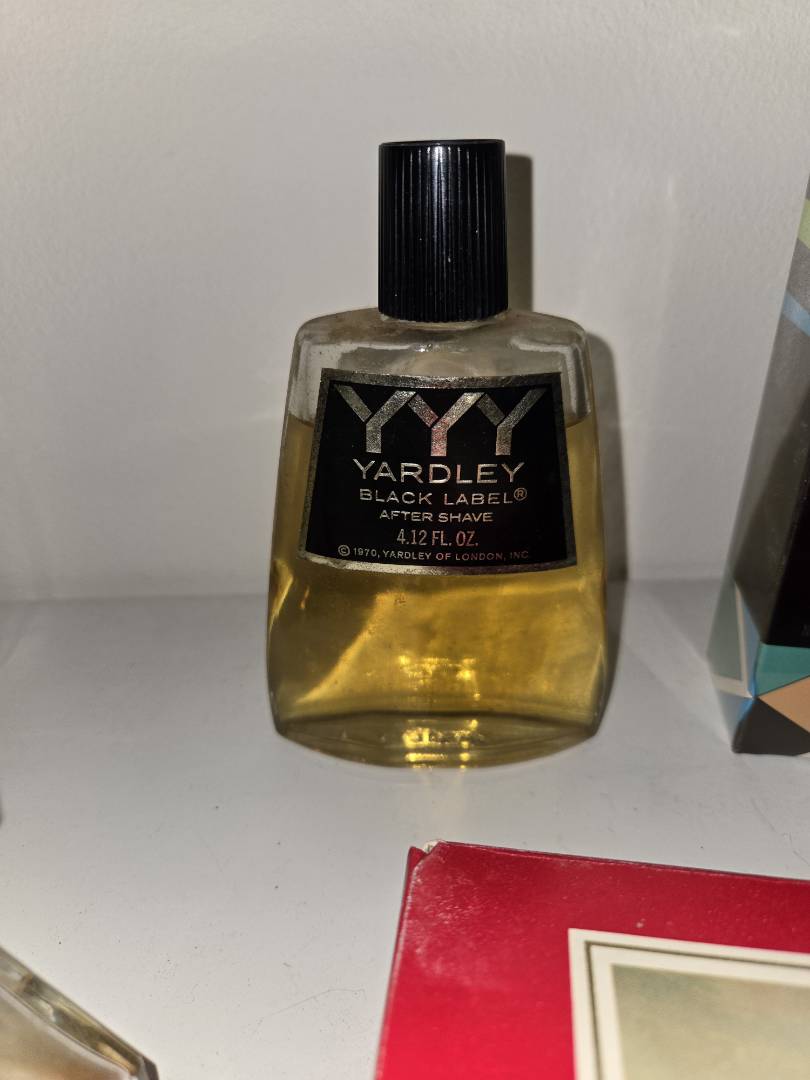 YYY
YARDLEY
BLACK LABEL®
AFTER SHAVE
4.12 FL. OZ.
© 1970, YARDLEY OF LONDON, INC.